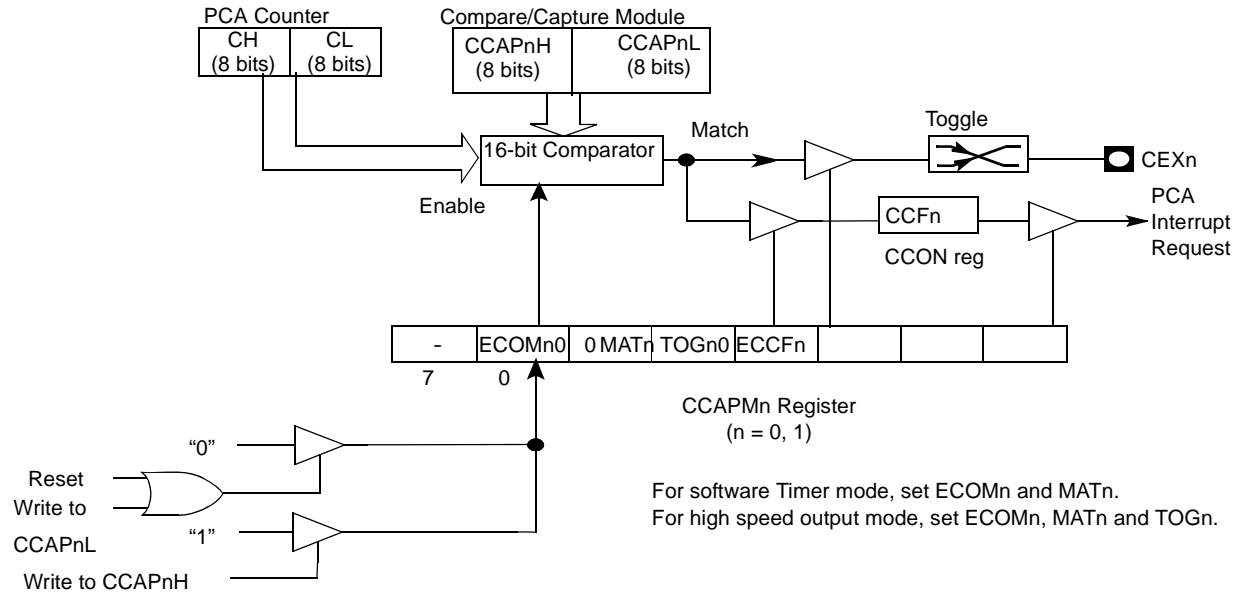 PCA Counter
CH
(8 bits)
CL
(8 bits)
Compare/Capture Module
CCAPnH
(8 bits)
CCAPnL
(8 bits)
16-bit Comparator
Match
Toggle
CEXn
Enable
CCFn
CCON reg
PCA
Interrupt
Request
- ECOMn0 0 MATn TOGn0 ECCFn
7 0
CCAPMn Register
(n = 0, 1)
“0”
Reset
Write to
CCAPnL
“1”
Write to CCAPnH
For software Timer mode, set ECOMn and MATn.
For high speed output mode, set ECOMn, MATn and TOGn.